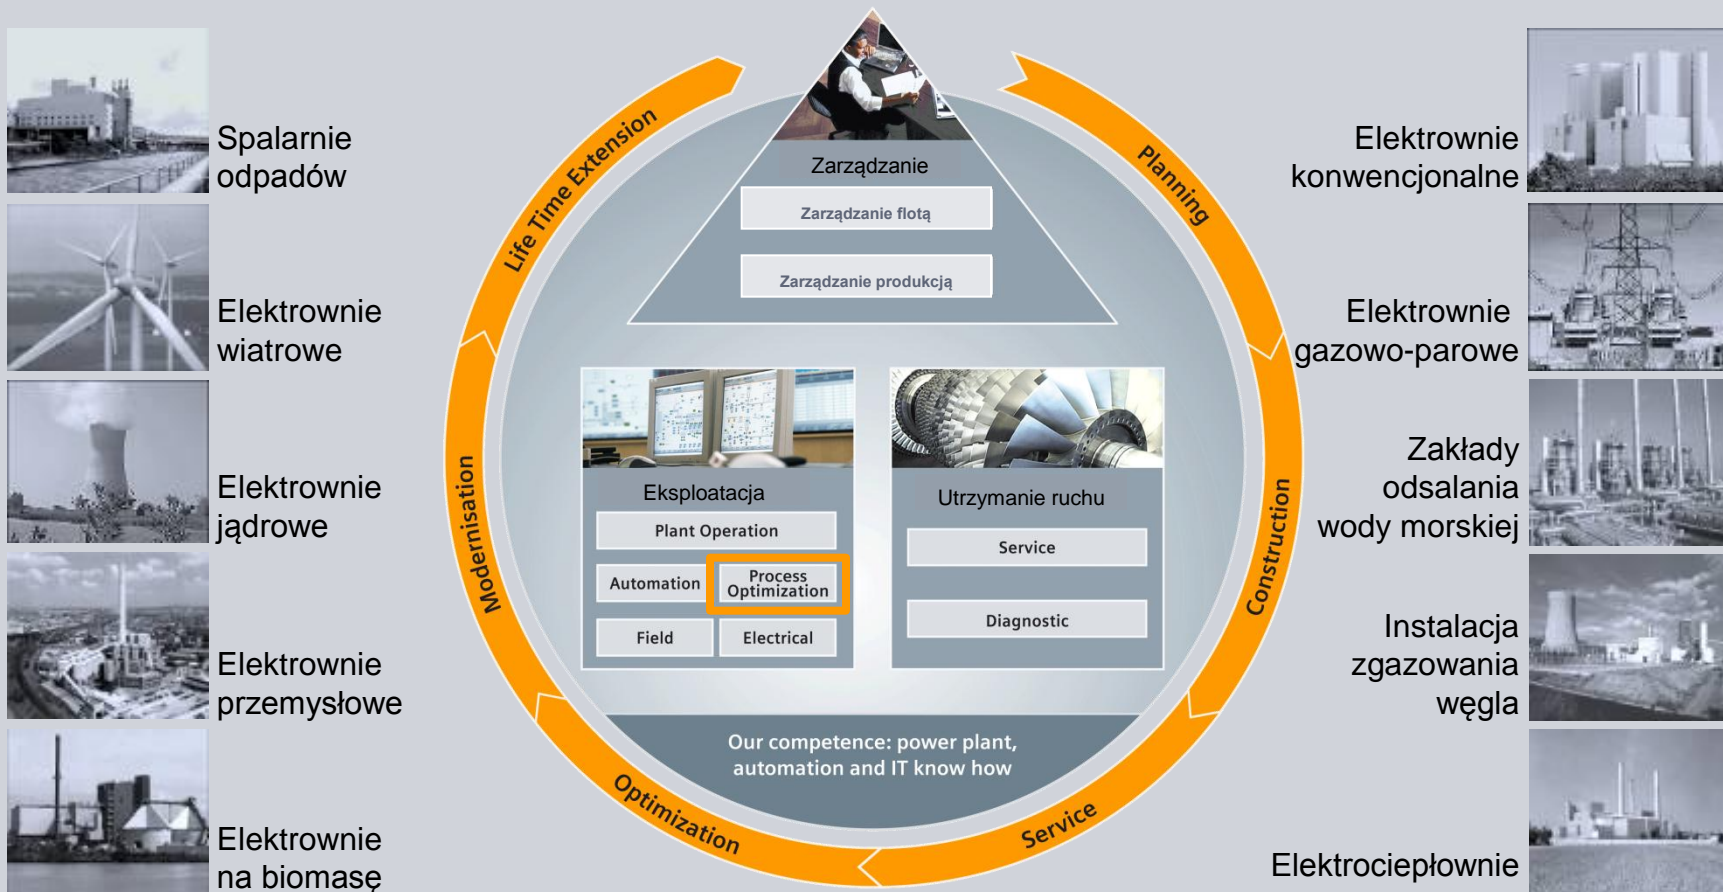 Spalarnie
odpadów
Elektrownie
wiatrowe
Elektrownie
jądrowe
Elektrownie
przemysłowe
Elektrownie
na biomasę
Life Time Extension
Planning
Construction
Service
Optimization
Modernisation
Zarządzanie
Zarządzanie flotą
Zarządzanie produkcją
Eksploatacja
Plant Operation
Automation
Process
Optimization
Field
Electrical
Utrzymanie ruchu
Service
Diagnostic
Our competence: power plant,
automation and IT know how
Elektrownie
konwencjonalne
Elektrownie
gazowo-parowe
Zakłady
odsalania
wody morskiej
Instalacja
zgazowania
węgla
Elektrociepłownie